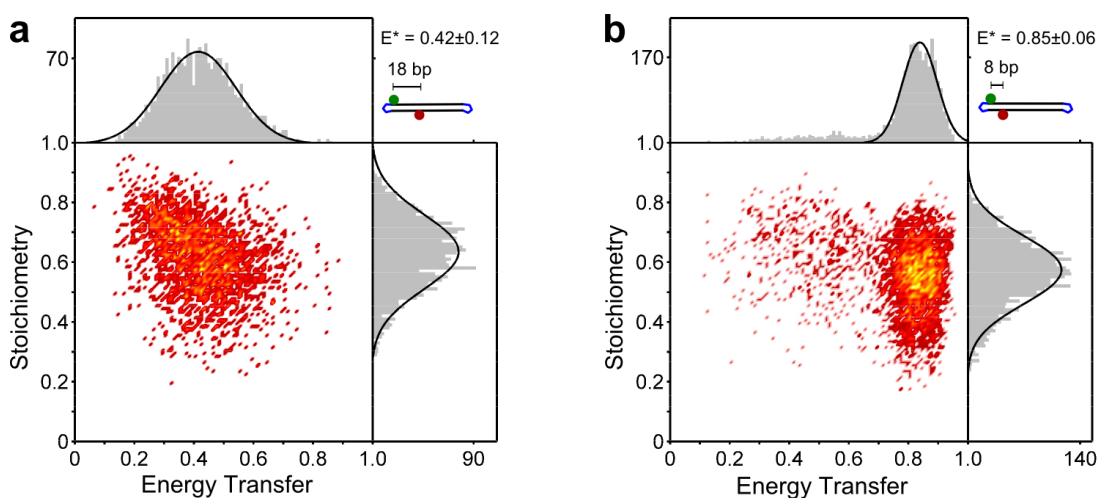 a
70
E* = 0.42±0.12
18 bp
1.0
0.8
0.6
0.4
0.2
0
Stoichiometry
0 0.2 0.4 0.6 0.8 1.0 90
Energy Transfer
b
170
E* = 0.85±0.06
8 bp
1.0
0.8
0.6
0.4
0.2
0
Stoichiometry
0 0.2 0.4 0.6 0.8 1.0 140
Energy Transfer